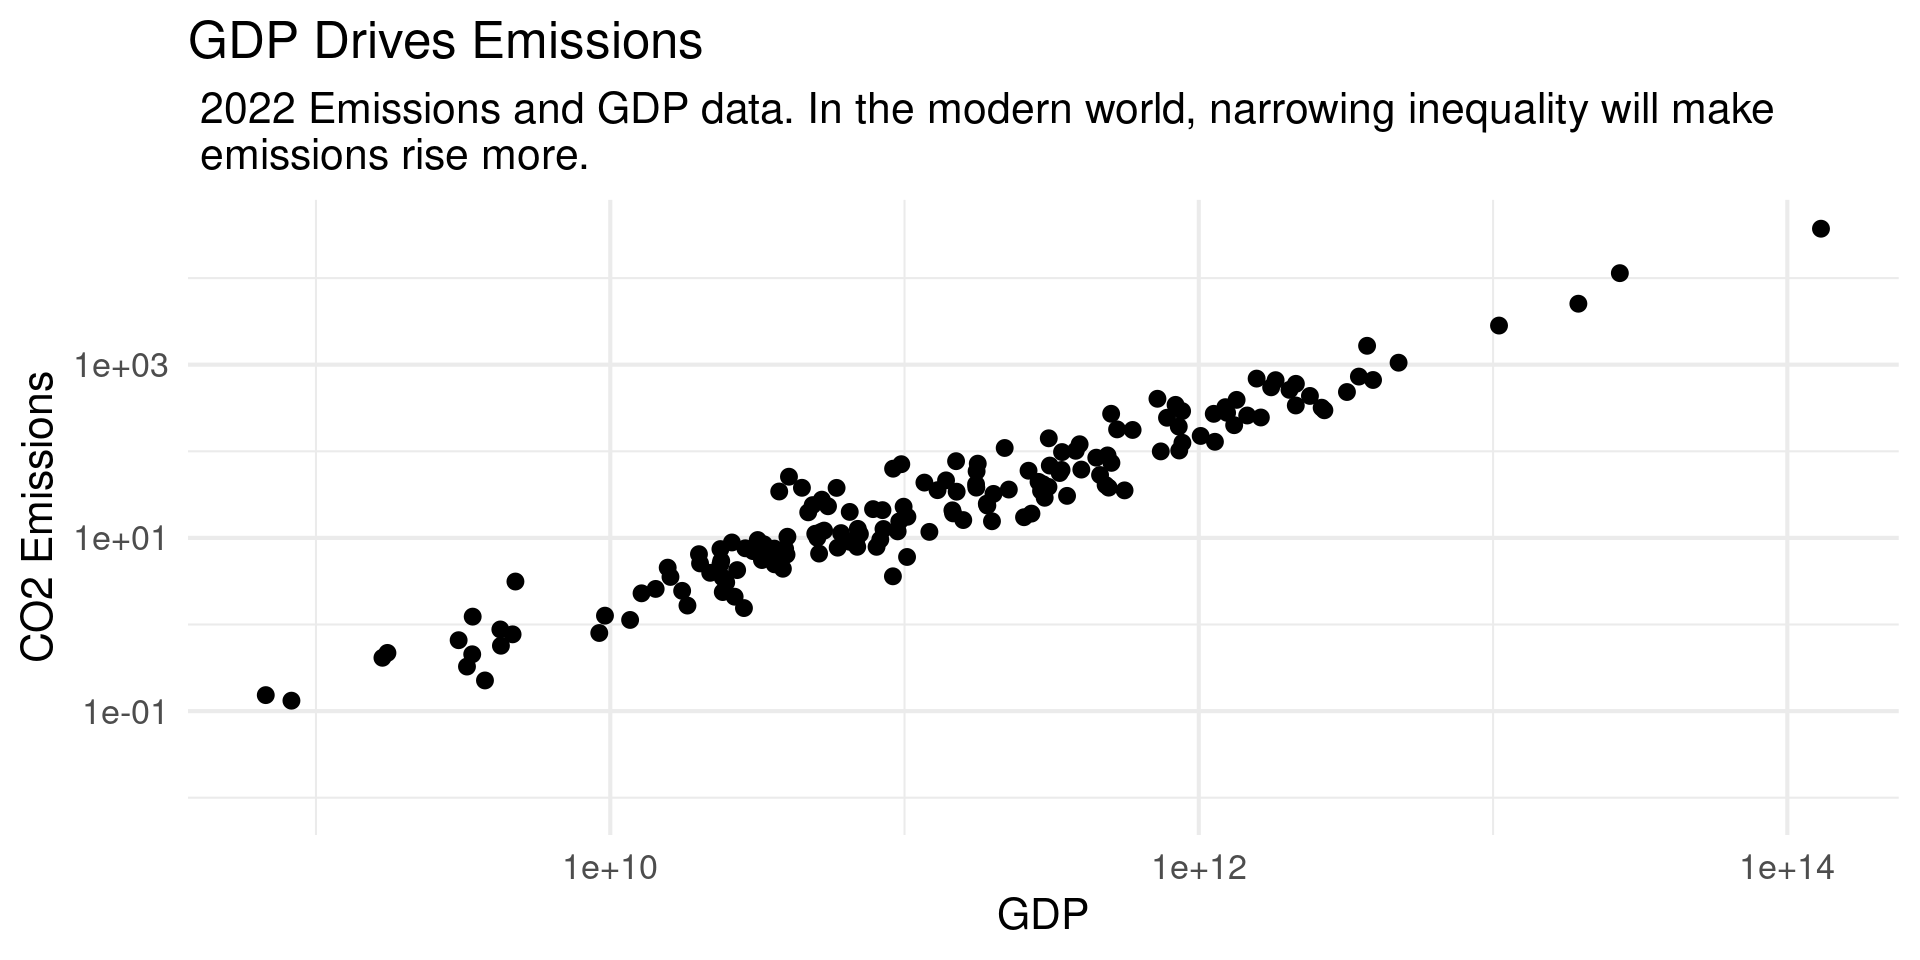 GDP Drives Emissions
2022 Emissions and GDP data. In the modern world, narrowing inequality will make
emissions rise more.
CO2 Emissions
1e+03
1e+01
1e-01
1e+10
1e+12
1e+14
GDP